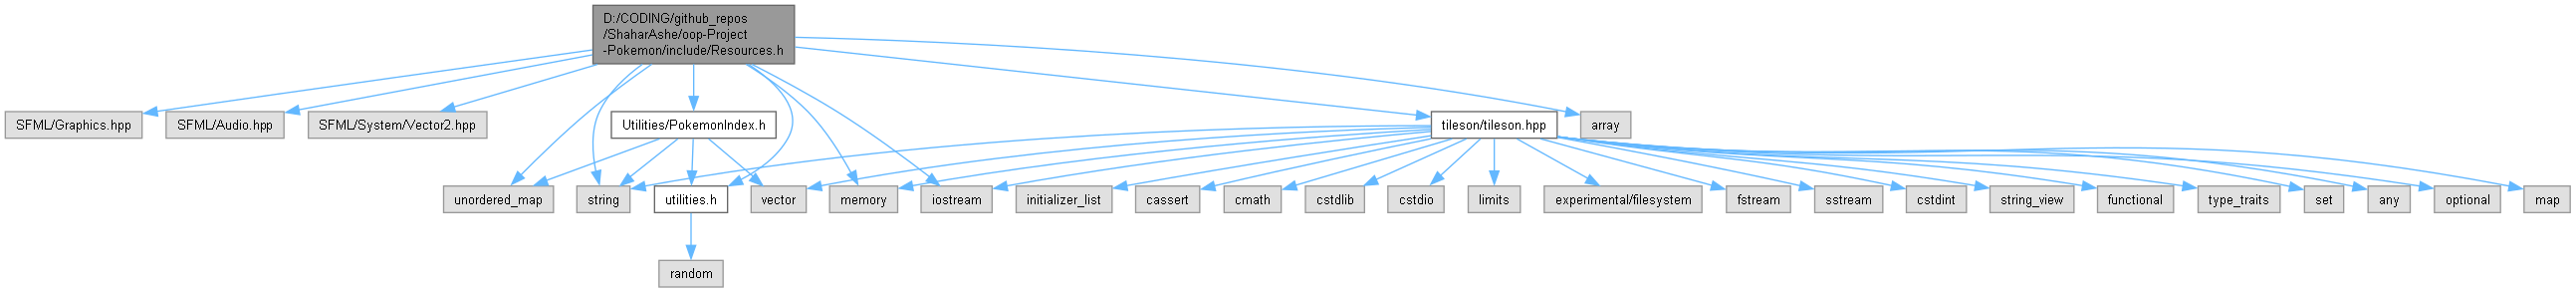 D:/CODING/github_repos
/ShaharAshe/oop-Project
-Pokemon/include/Resources.h
SFML/Graphics.hpp
SFML/Audio.hpp
SFML/System/Vector2.hpp
Utilities/PokemonIndex.h
tileson/tileson.hpp
array
unordered_map
string
utilities.h
vector
memory
iostream
initializer_list
cassert
cmath
cstdlib
cstdio
limits
experimental/filesystem
fstream
sstream
cstdint
string_view
functional
type_traits
set
any
optional
map
random